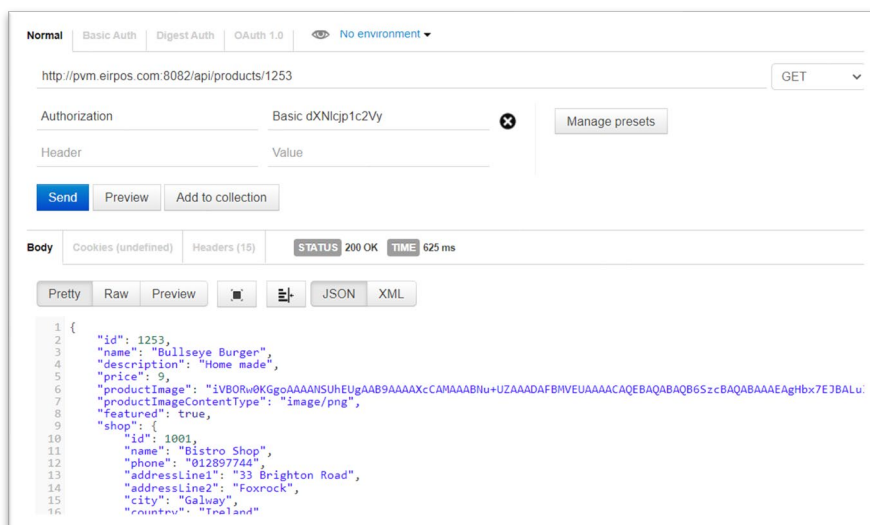 Normal Basic Auth Digest Auth OAuth 1.0 No environment
http://pvm.eirpos.com:8082/api/products/1253 GET
Authorization Basic dXNlcjp1c2Vy Manage presets
Header Value
Send Preview Add to collection
Body Cookies (undefined) Headers (15) STATUS 200 OK TIME 625 ms
Pretty Raw Preview JSON XML
1 {
2 "id": 1253,
3 "name": "Bullseye Burger",
4 "description": "Home made",
5 "price": 9,
6 "productImage": "iVBORw0KGgoAAAANSUhEUgAAB9AAAAXcCAMAAABNu+UZAAADAFBMVEUAAAACAQEBAQABAQB6SzcBAQABAAAEAgHbx7EJBALu
7 "productImageContentType": "image/png",
8 "featured": true,
9 "shop": {
10 "id": 1001,
11 "name": "Bistro Shop",
12 "phone": "012897744",
13 "addressLine1": "33 Brighton Road",
14 "addressLine2": "Foxrock",
15 "city": "Galway",
16 "country": "Ireland"